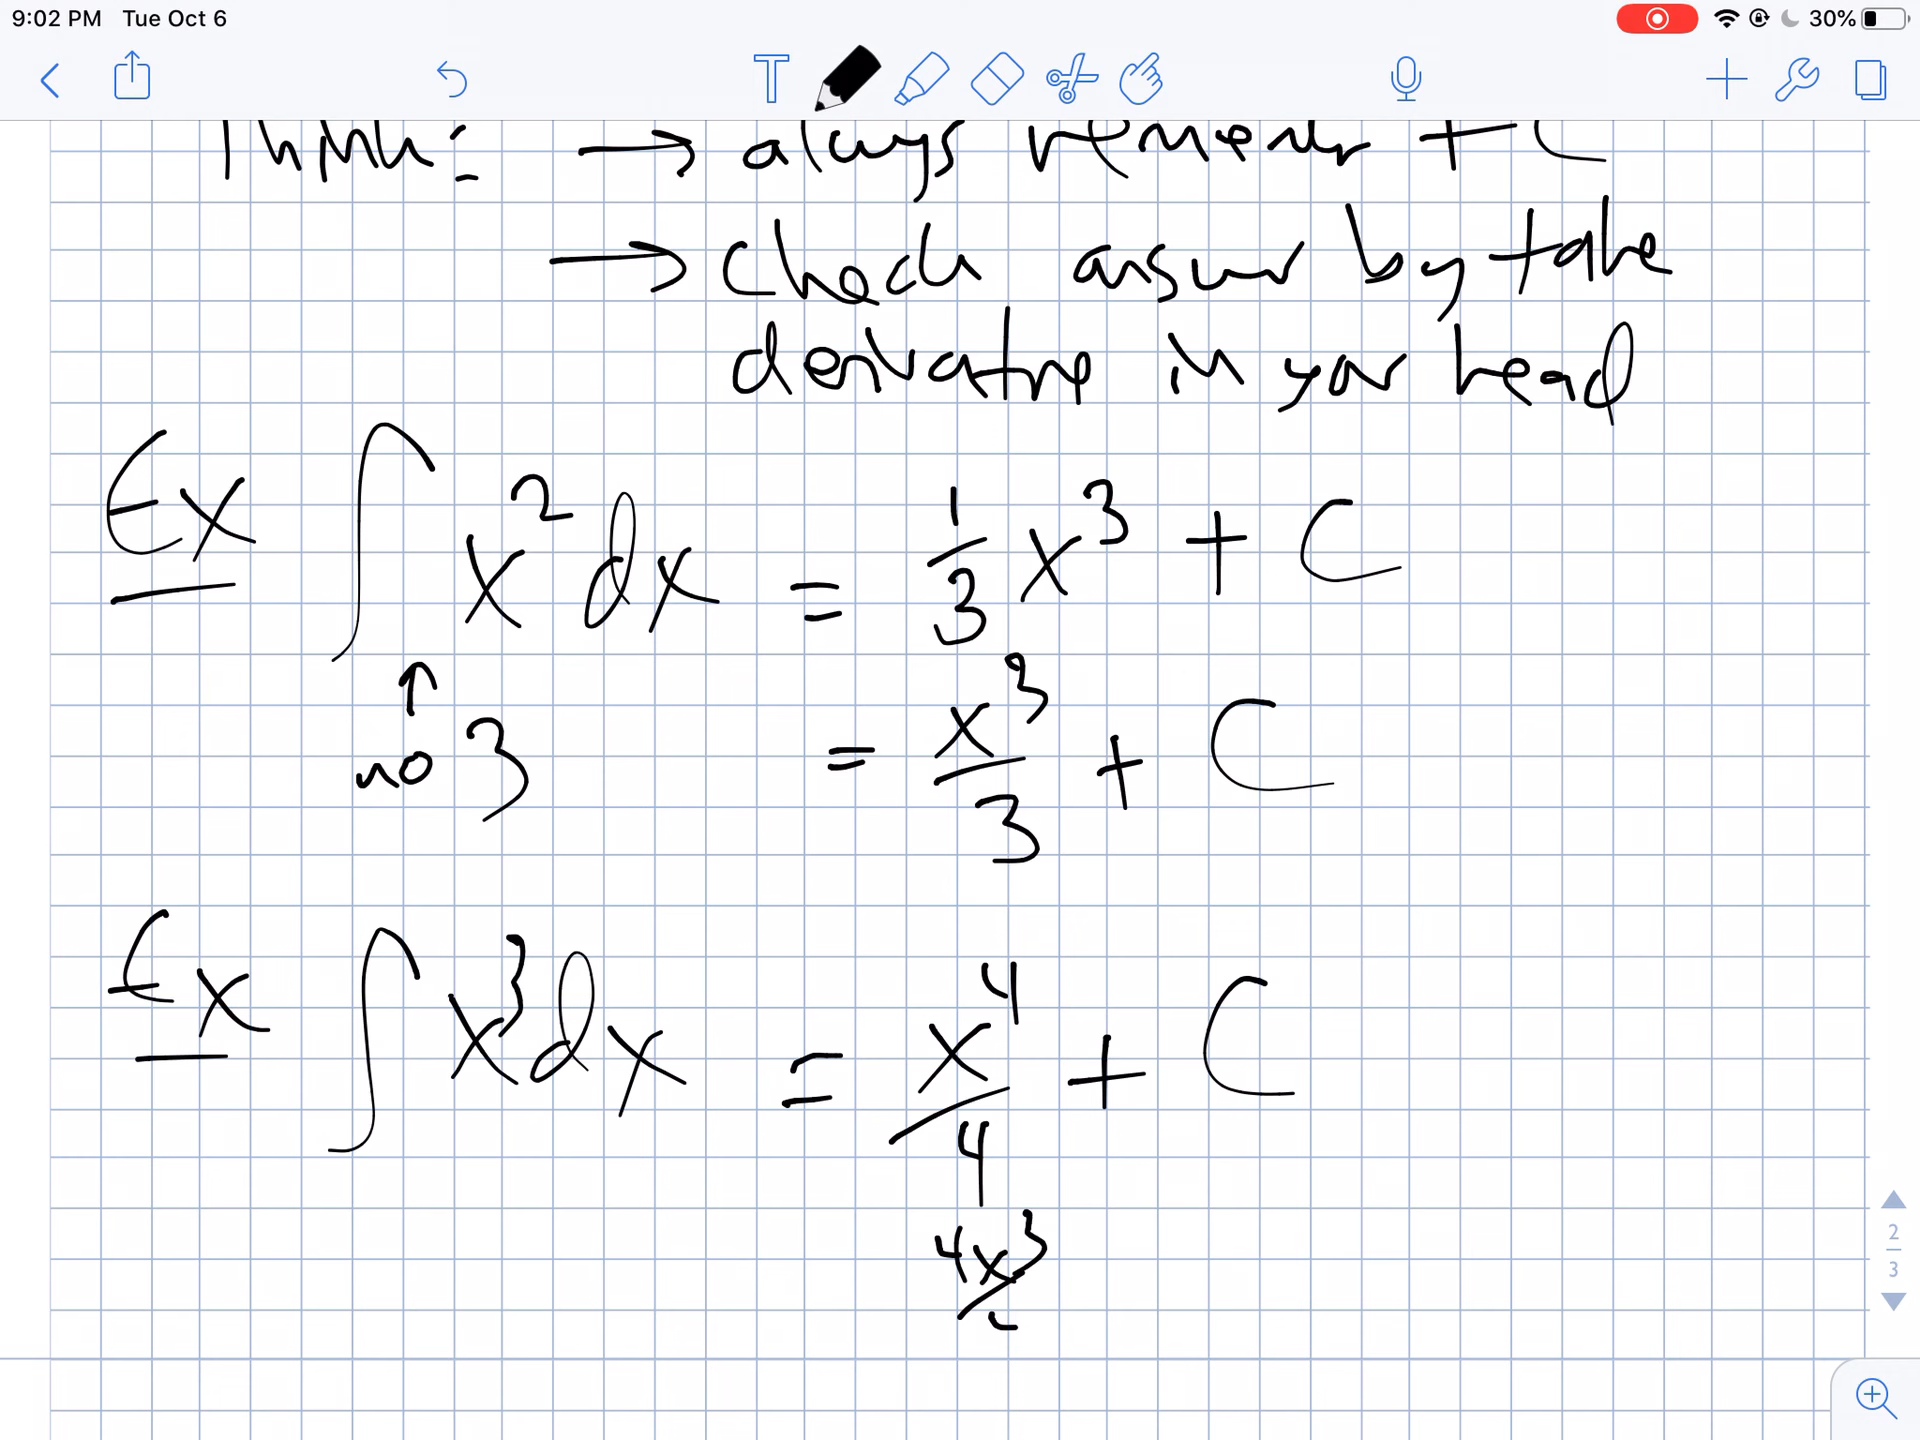 9:02 PM Tue Oct 6
30%
T
Think: → always remember + C
→ check answer by take
derivative in your head
Ex ∫ x² dx = 1/3 x³ + C
↑
no 3
= x³/3 + C
Ex ∫ x³ dx = x⁴/4 + C
4x³/
2
3